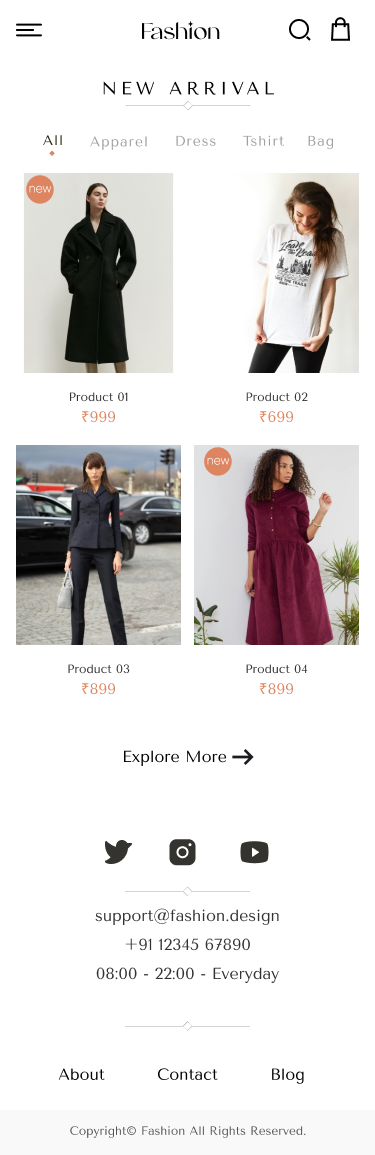 Fashion
NEW ARRIVAL
All Apparel Dress Tshirt Bag
new
Product 01 Product 02
₹999 ₹699
new
Product 03 Product 04
₹899 ₹899
Explore More
support@fashion.design
+91 12345 67890
08:00 - 22:00 - Everyday
About Contact Blog
Copyright© Fashion All Rights Reserved.